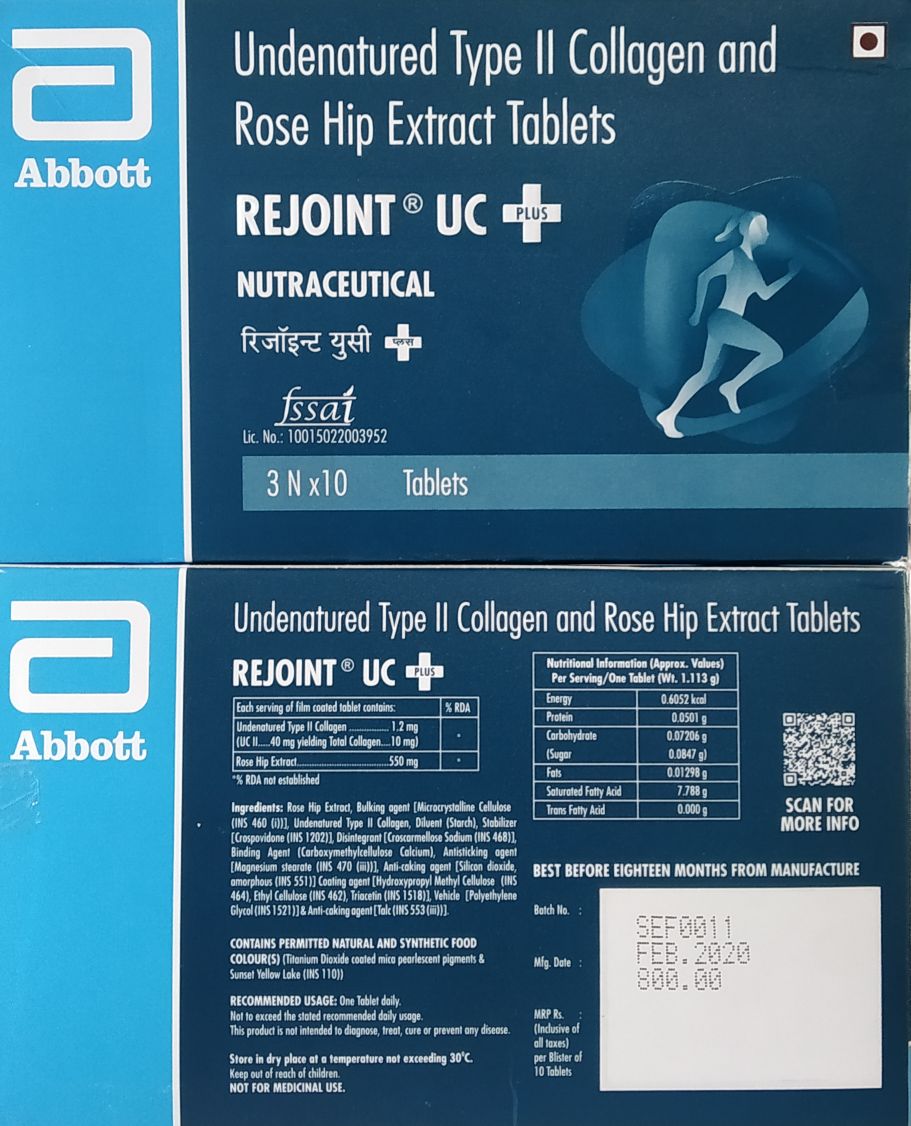 Abbott
Undenatured Type II Collagen and
Rose Hip Extract Tablets
REJOINT® UC PLUS
NUTRACEUTICAL
रिजॉइन्ट युसी प्लस
fssai
Lic. No.: 10015022003952
3 N x10 Tablets
Abbott
Undenatured Type II Collagen and Rose Hip Extract Tablets
REJOINT® UC PLUS
Each serving of film coated tablet contains: % RDA
Undenatured Type II Collagen ................ 1.2 mg
(UC II.....40 mg yielding Total Collagen....10 mg) *
Rose Hip Extract...................................550 mg *
*% RDA not established
Ingredients: Rose Hip Extract, Bulking agent [Microcrystalline Cellulose
(INS 460 (i))], Undenatured Type II Collagen, Diluent (Starch), Stabilizer
[Crospovidone (INS 1202)], Disintegrant [Croscarmellose Sodium (INS 468)],
Binding Agent (Carboxymethylcellulose Calcium), Antisticking agent
[Magnesium stearate (INS 470 (iii))], Anti-caking agent [Silicon dioxide,
amorphous (INS 551)] Coating agent [Hydroxypropyl Methyl Cellulose (INS
464), Ethyl Cellulose (INS 462), Triacetin (INS 1518)], Vehicle [Polyethylene
Glycol (INS 1521)] & Anti-caking agent [Talc (INS 553 (iii))].
CONTAINS PERMITTED NATURAL AND SYNTHETIC FOOD
COLOUR(S) (Titanium Dioxide coated mica pearlescent pigments &
Sunset Yellow Lake (INS 110))
RECOMMENDED USAGE: One Tablet daily.
Not to exceed the stated recommended daily usage.
This product is not intended to diagnose, treat, cure or prevent any disease.
Store in dry place at a temperature not exceeding 30°C.
Keep out of reach of children.
NOT FOR MEDICINAL USE.
Nutritional Information (Approx. Values)
Per Serving/One Tablet (Wt. 1.113 g)
Energy 0.6052 kcal
Protein 0.0501 g
Carbohydrate 0.07206 g
(Sugar 0.0847 g)
Fats 0.01298 g
Saturated Fatty Acid 7.788 g
Trans Fatty Acid 0.000 g
SCAN FOR
MORE INFO
BEST BEFORE EIGHTEEN MONTHS FROM MANUFACTURE
Batch No. : SEF0011
Mfg. Date : FEB.2020
800.00
MRP Rs. :
(Inclusive of
all taxes)
per Blister of
10 Tablets